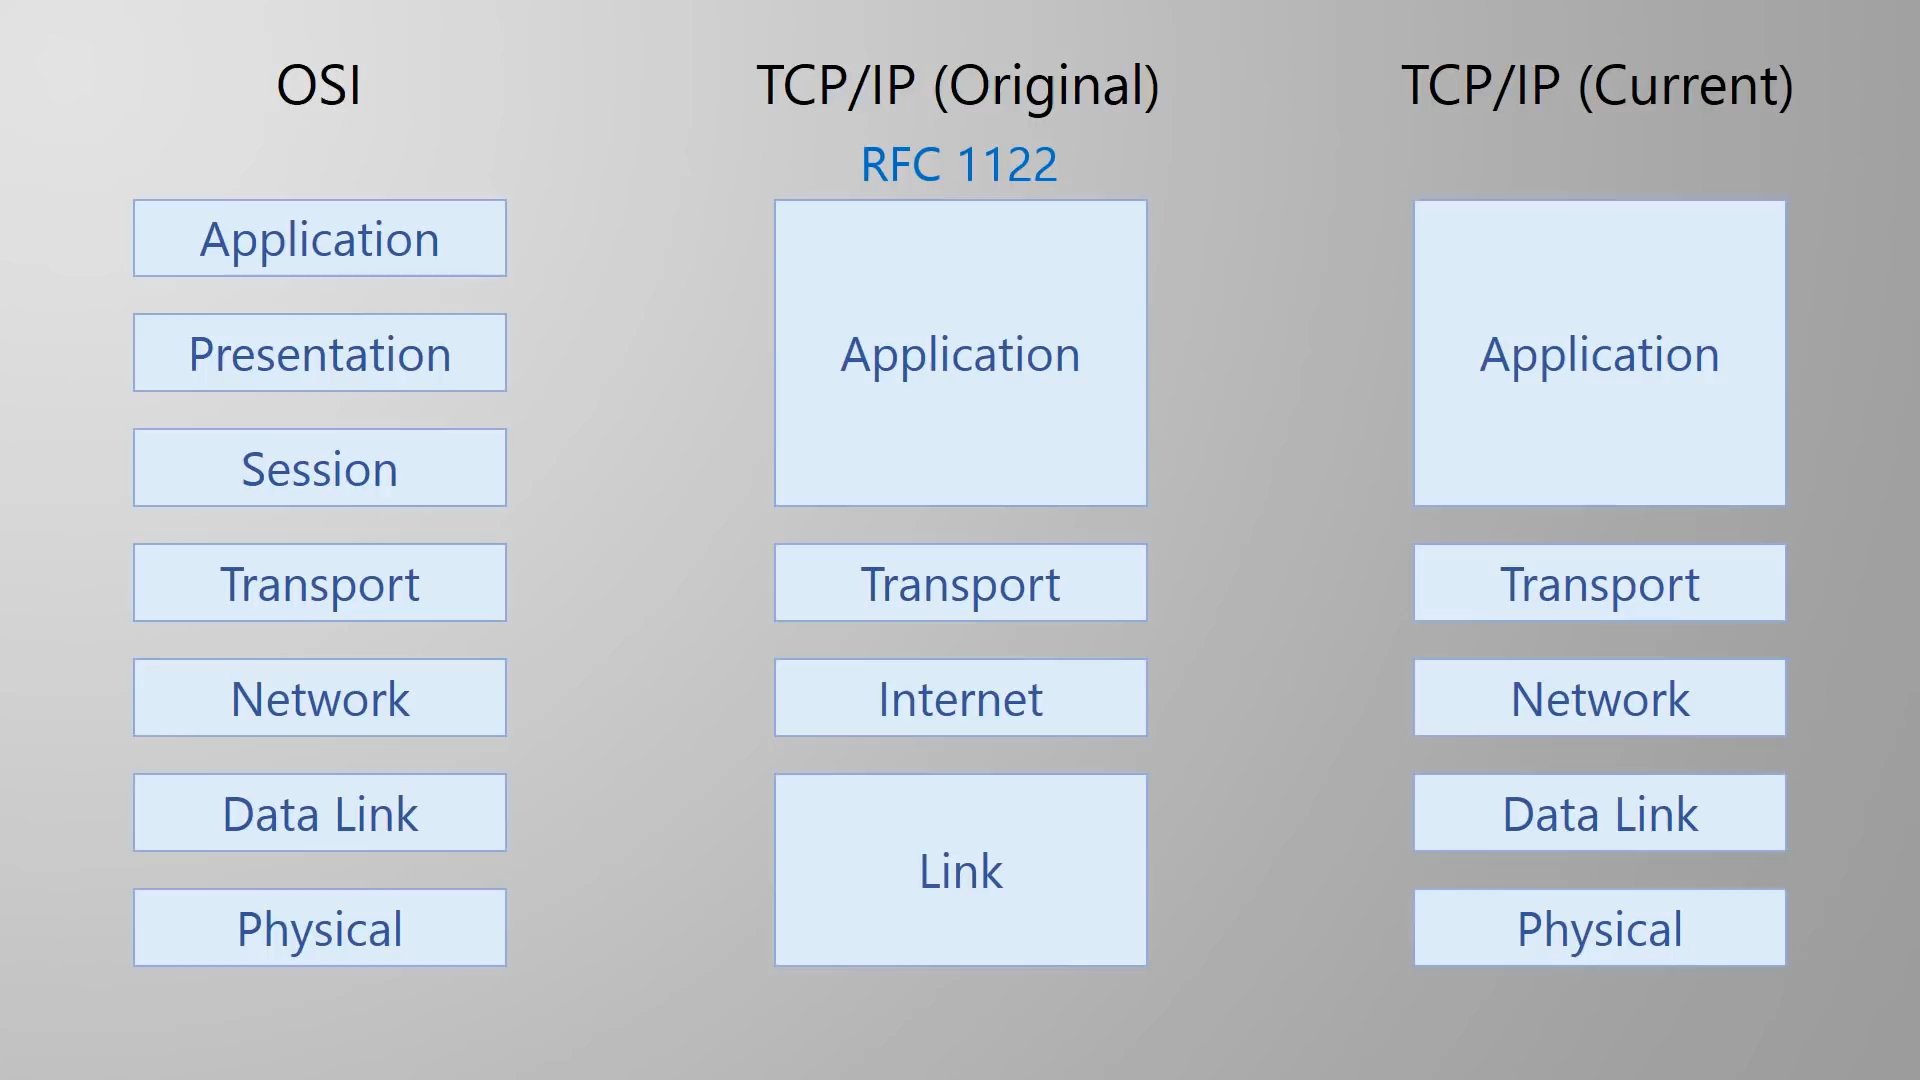 OSI
Application
Presentation
Session
Transport
Network
Data Link
Physical
TCP/IP (Original)
RFC 1122
Application
Transport
Internet
Link
TCP/IP (Current)
Application
Transport
Network
Data Link
Physical